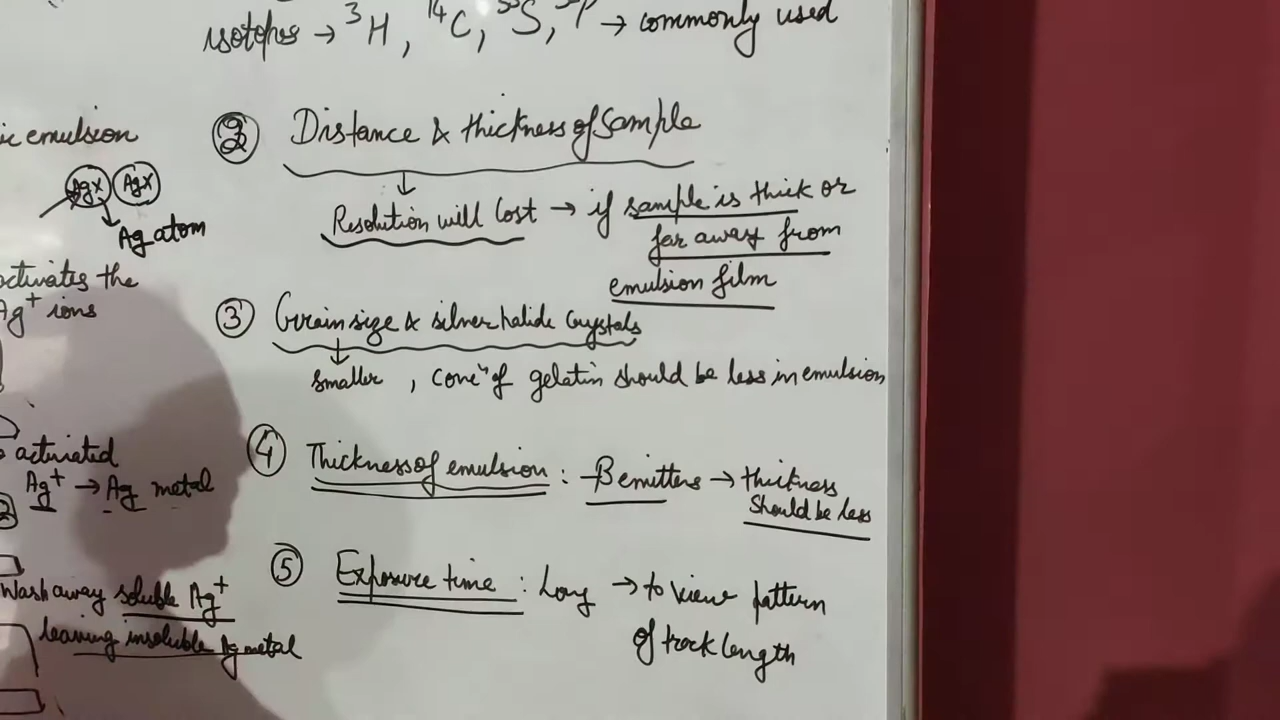 isotopes → ³H, ¹⁴C, ³⁵S, ³²P → commonly used
ic emulsion
AgX AgX
Ag atom
activates the
Ag⁺ ions
activated
Ag⁺ → Ag metal
2
Wash away soluble Ag⁺
leaving insoluble Ag metal
② Distance & thickness of Sample
↓
Resolution will lost → if sample is thick or
far away from
emulsion film
③ Grain size & silver halide Crystals
↓
smaller , concⁿ of gelatin should be less in emulsion
④ Thickness of emulsion : - β emitters → thickness
should be less
⑤ Exposure time : Long → to view pattern
of track length